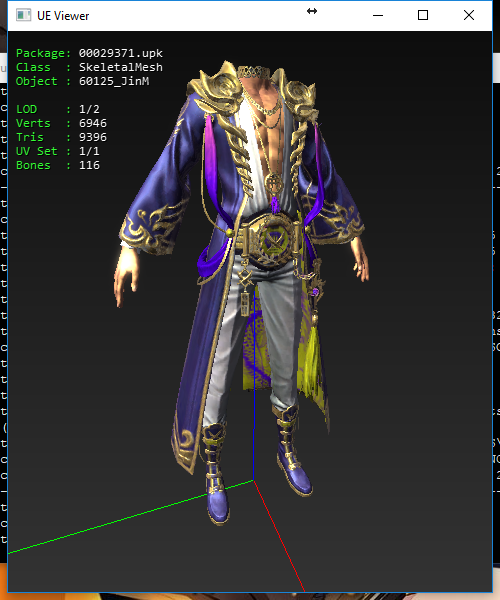 UE Viewer
Package: 00029371.upk
Class : SkeletalMesh
Object : 60125_JinM
LOD : 1/2
Verts : 6946
Tris : 9396
UV Set : 1/1
Bones : 116